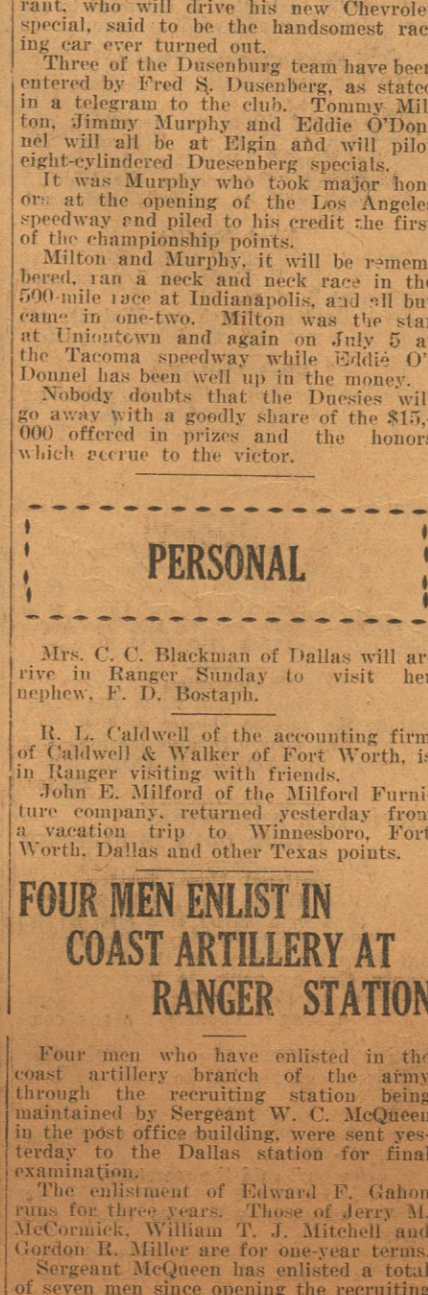 rant, who will drive his new Chevrole
special, said to be the handsomest rac
ing car ever turned out.
Three of the Dusenburg team have been
entered by Fred S. Dusenberg, as state
in a telegram to the club. Tommy Mil
ton, Jimmy Murphy and Eddie O'Don
nel will all be at Elgin and will pilo
eight-cylindered Duesenberg specials.
It was Murphy who took major hon
ors at the opening of the Los Angele
speedway and piled to his credit the firs
of the championship points.
Milton and Murphy, it will be remem
bered, ran a neck and neck race in the
500-mile race at Indianapolis, and all bu
came in one-two. Milton was the sta
at Uniontown and again on July 5 a
the Tacoma speedway while Eddie O'
Donnel has been well up in the money.
Nobody doubts that the Duesies wil
go away with a goodly share of the $15,-
000 offered in prizes and the honors
which accrue to the victor.
PERSONAL
Mrs. C. C. Blackman of Dallas will ar
rive in Ranger Sunday to visit her
nephew, F. D. Bostaph.
R. L. Caldwell of the accounting firm
of Caldwell & Walker of Fort Worth, is
in Ranger visiting with friends.
John E. Milford of the Milford Furni-
ture company, returned yesterday from
a vacation trip to Winnesboro, Fort
Worth, Dallas and other Texas points.
FOUR MEN ENLIST IN
COAST ARTILLERY AT
RANGER STATION
Four men who have enlisted in the
coast artillery branch of the army
through the recruiting station being
maintained by Sergeant W. C. McQueen
in the post office building, were sent yes-
terday to the Dallas station for final
examination.
The enlistment of Edward F. Gahon
runs for three years. Those of Jerry M.
McCormick, William T. J. Mitchell and
Gordon R. Miller are for one-year terms.
Sergeant McQueen has enlisted a total
of seven men since opening the recruiting